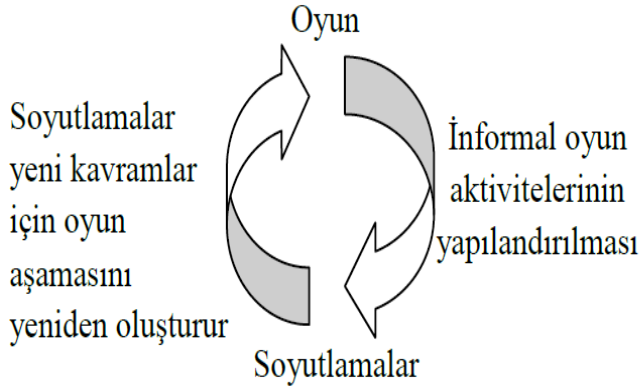 Oyun
Soyutlamalar
yeni kavramlar
için oyun
aşamasını
yeniden oluşturur
İnformal oyun
aktivitelerinin
yapılandırılması
Soyutlamalar